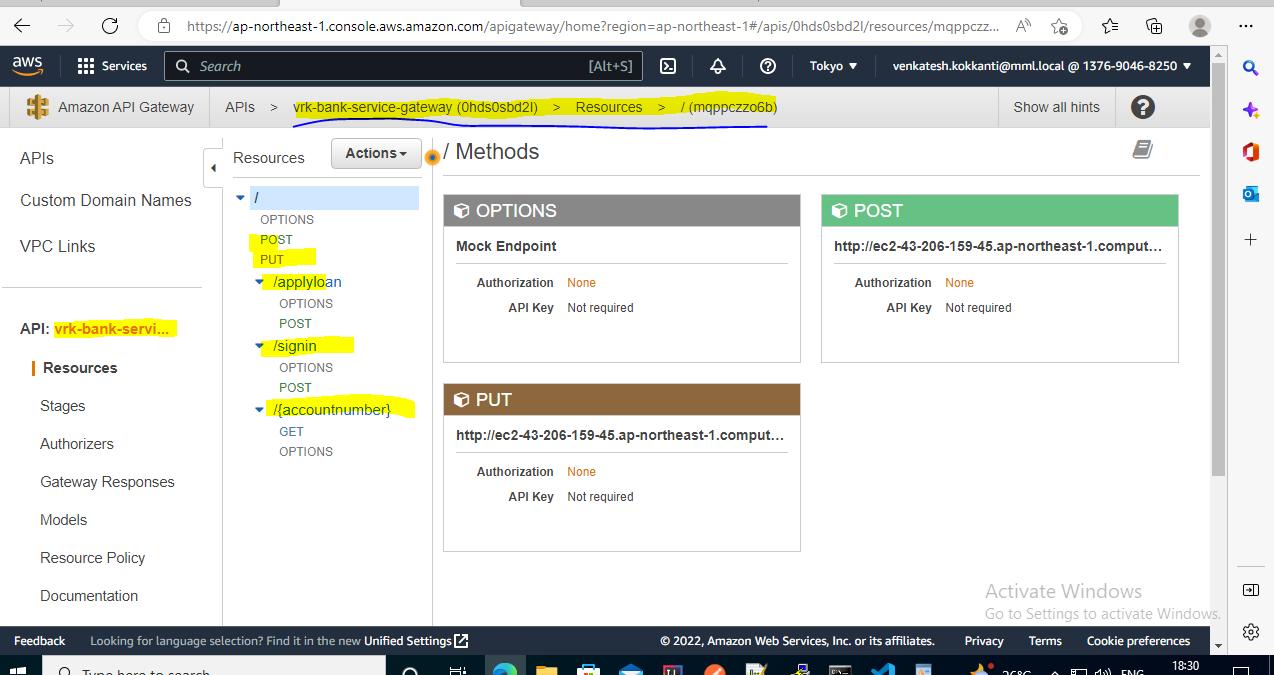 https://ap-northeast-1.console.aws.amazon.com/apigateway/home?region=ap-northeast-1#/apis/0hds0sbd2l/resources/mqppczz...
aws
Services
Search [Alt+S]
Tokyo ▼
venkatesh.kokkanti@mml.local @ 1376-9046-8250 ▼
Amazon API Gateway
APIs > vrk-bank-service-gateway (0hds0sbd2l) > Resources > / (mqppczzo6b)
Show all hints
APIs
Custom Domain Names
VPC Links
API: vrk-bank-servi...
Resources
Stages
Authorizers
Gateway Responses
Models
Resource Policy
Documentation
Resources
Actions
/
OPTIONS
POST
PUT
/applyloan
OPTIONS
POST
/signin
OPTIONS
POST
/{accountnumber}
GET
OPTIONS
/ Methods
OPTIONS
Mock Endpoint
Authorization None
API Key Not required
POST
http://ec2-43-206-159-45.ap-northeast-1.comput...
Authorization None
API Key Not required
PUT
http://ec2-43-206-159-45.ap-northeast-1.comput...
Authorization None
API Key Not required
Activate Windows
Go to Settings to activate Windows.
Feedback
Looking for language selection? Find it in the new Unified Settings
© 2022, Amazon Web Services, Inc. or its affiliates.
Privacy
Terms
Cookie preferences
Type here to search
26°C
ENG
18:30